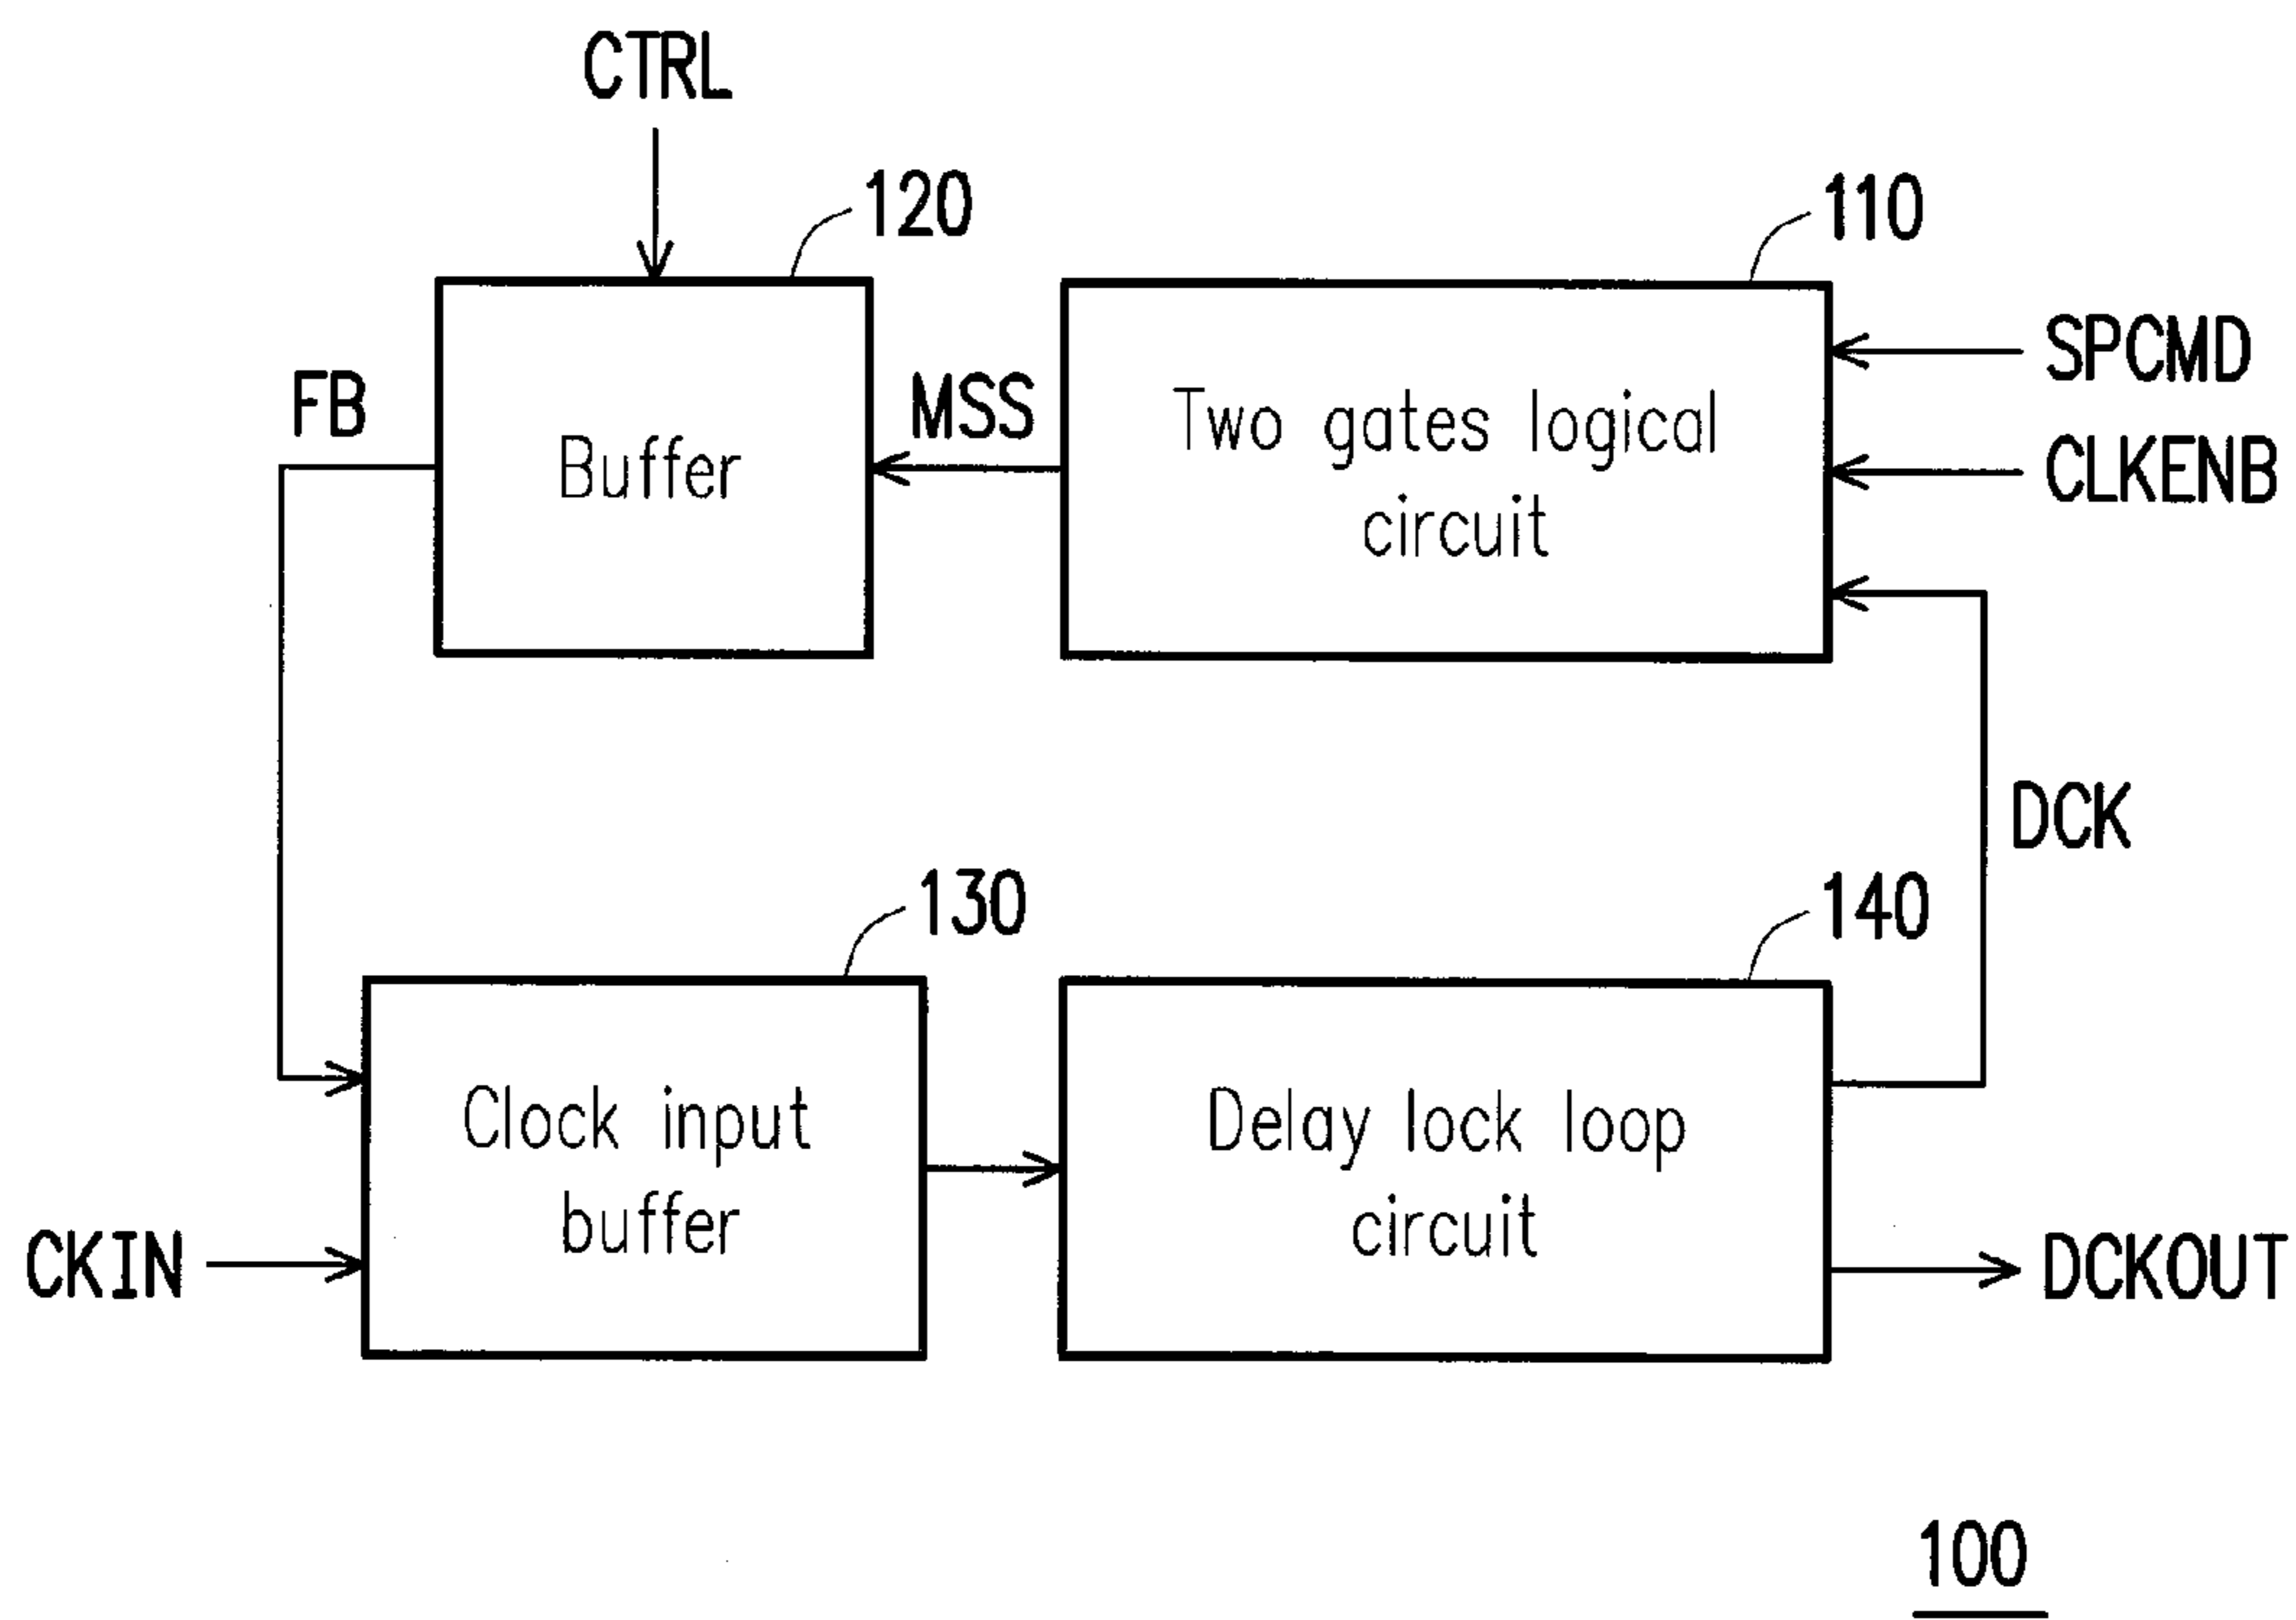 CTRL
120
110
SPCMD
FB
MSS
Two gates logical
circuit
Buffer
CLKENB
DCK
130
140
Clock input
buffer
Delay lock loop
circuit
CKIN
DCKOUT
100